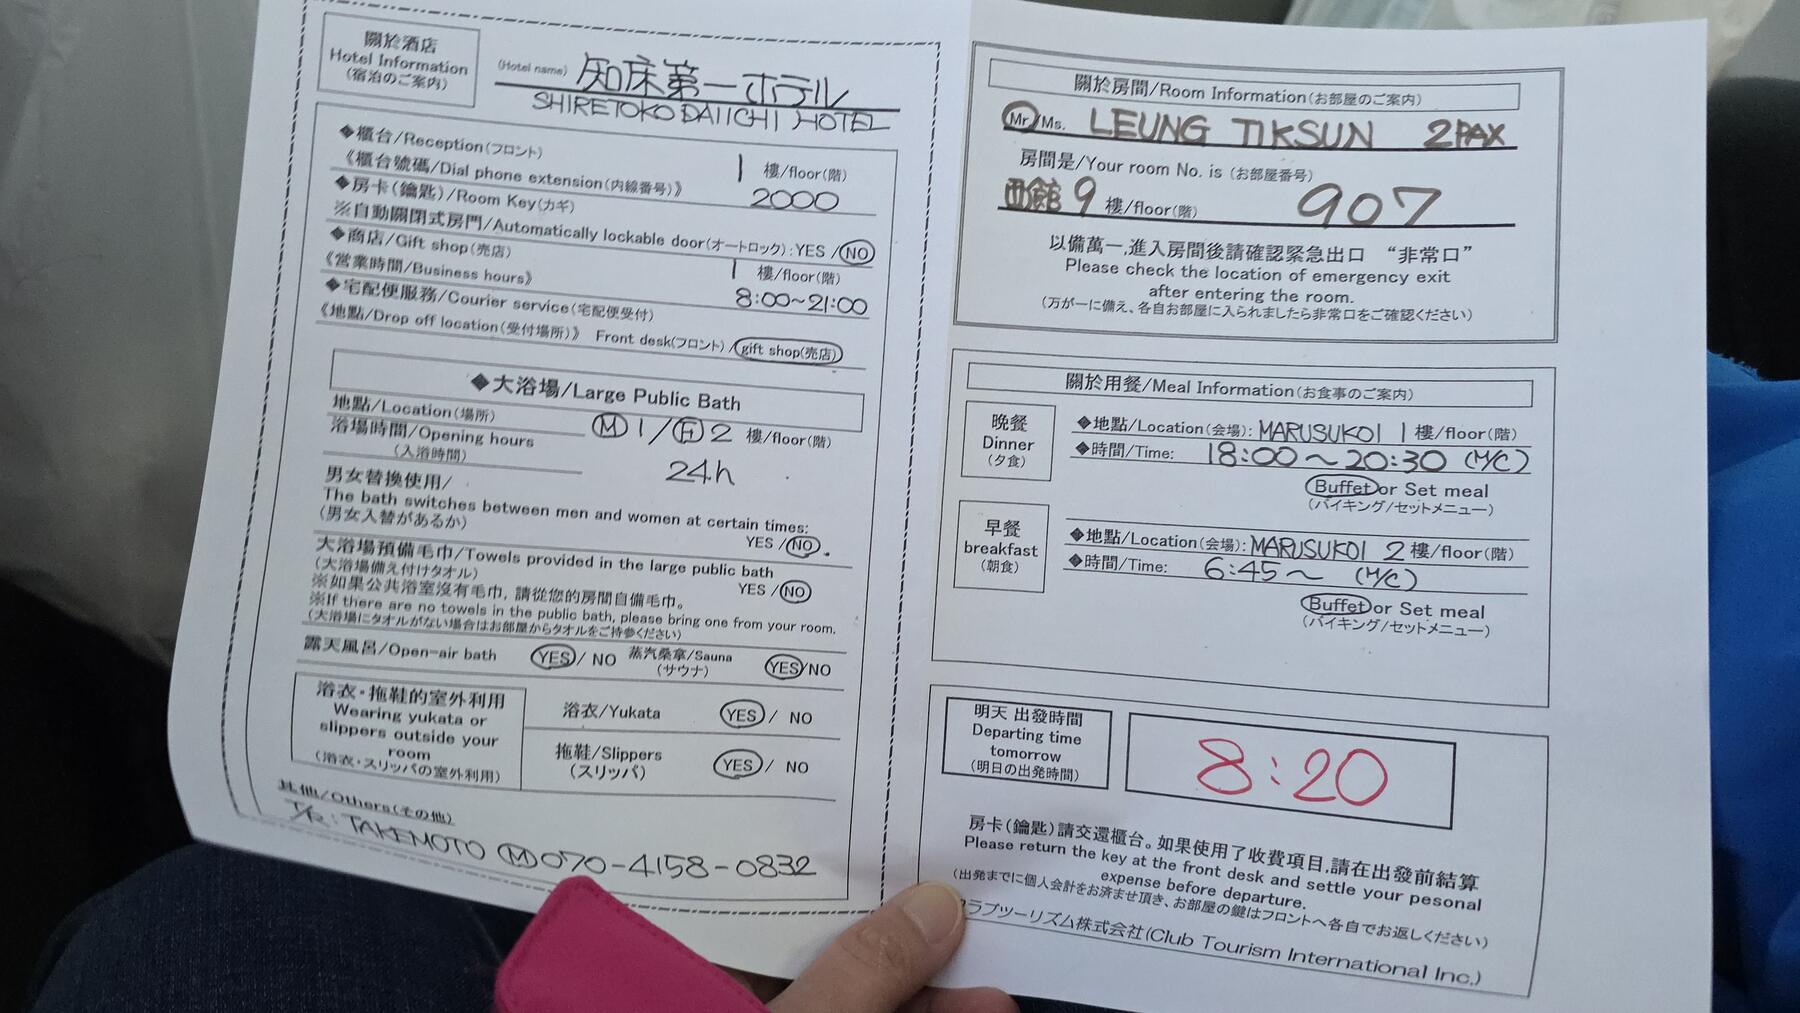 關於酒店
Hotel Information
(宿泊のご案内)
(Hotel name) 知床第一ホテル
SHIRETOKO DAIICHI HOTEL
◆櫃台/Reception(フロント) 1 樓/floor(階)
《櫃台號碼/Dial phone extension(内線番号)》 2000
◆房卡(鑰匙)/Room Key(カギ)
※自動關閉式房門/Automatically lockable door(オートロック):YES /NO
◆商店/Gift shop(売店) 1 樓/floor(階)
《営業時間/Business hours》 8:00~21:00
◆宅配便服務/Courier service(宅配便受付)
《地點/Drop off location(受付場所)》 Front desk(フロント)/gift shop(売店)
◆大浴場/Large Public Bath
地點/Location(場所) M 1/F 2 樓/floor(階)
浴場時間/Opening hours
(入浴時間) 24h
男女替換使用/
The bath switches between men and women at certain times:
(男女入替があるか) YES /NO.
大浴場預備毛巾/Towels provided in the large public bath
(大浴場備え付けタオル) YES /NO
※如果公共浴室沒有毛巾, 請從您的房間自備毛巾。
※If there are no towels in the public bath, please bring one from your room.
(大浴場にタオルがない場合はお部屋からタオルをご持参ください)
露天風呂/Open-air bath YES / NO 蒸汽桑拿/Sauna YES/NO
(サウナ)
浴衣・拖鞋的室外利用
Wearing yukata or
slippers outside your
room
(浴衣・スリッパの室外利用)
浴衣/Yukata YES / NO
拖鞋/Slippers YES / NO
(スリッパ)
其他/Others(その他)
T/R: TAKEMOTO M 070-4158-0832
關於房間/Room Information(お部屋のご案内)
Mr/Ms. LEUNG TIKSUN 2PAX
房間是/Your room No. is (お部屋番号)
西館 9 樓/floor(階) 907
以備萬一,進入房間後請確認緊急出口 “非常口”
Please check the location of emergency exit
after entering the room.
(万が一に備え、各自お部屋に入られましたら非常口をご確認ください)
關於用餐/Meal Information(お食事のご案内)
晚餐
Dinner
(夕食)
◆地點/Location(会場): MARUSUKOI 1 樓/floor(階)
◆時間/Time: 18:00~20:30 (M/C)
Buffet or Set meal
(バイキング/セットメニュー)
早餐
breakfast
(朝食)
◆地點/Location(会場): MARUSUKOI 2 樓/floor(階)
◆時間/Time: 6:45~ (M/C)
Buffet or Set meal
(バイキング/セットメニュー)
明天 出發時間
Departing time
tomorrow
(明日の出発時間)
8:20
房卡(鑰匙)請交還櫃台。如果使用了收費項目,請在出發前結算
Please return the key at the front desk and settle your pesonal
expense before departure.
(出発までに個人会計をお済ませ頂き、お部屋の鍵はフロントへ各自でお返しください)
ラブツーリズム株式会社(Club Tourism International Inc.)